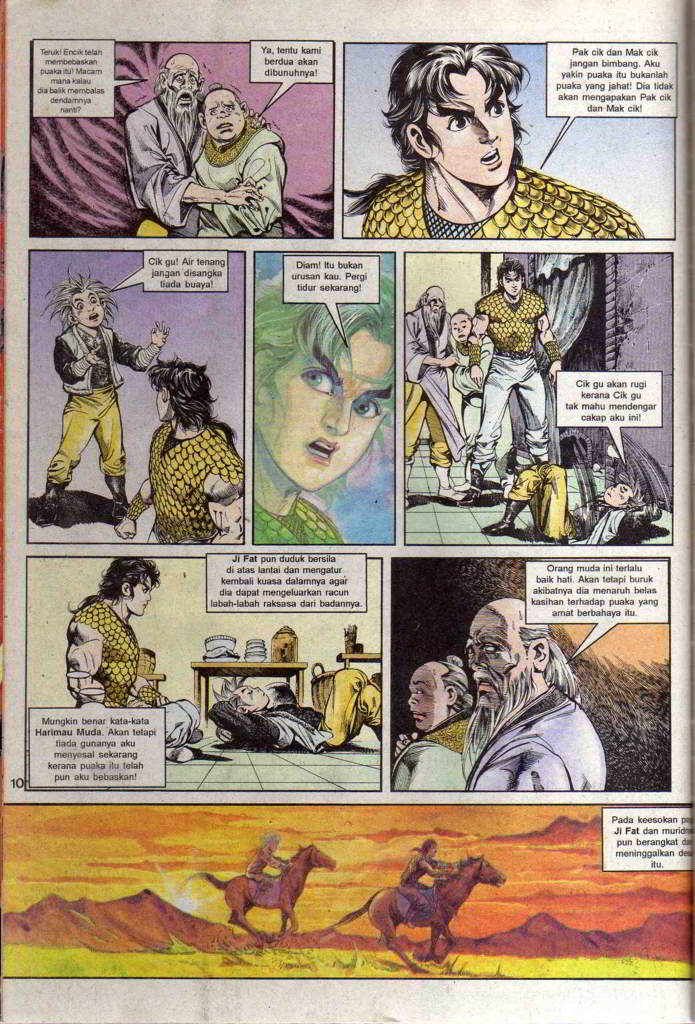 Teruk! Encik telah
membebaskan
puaka itu! Macam
mana kalau
dia balik membalas
dendamnya
nanti?
Ya, tentu kami
berdua akan
dibunuhnya!
Pak cik dan Mak cik
jangan bimbang. Aku
yakin puaka itu bukanlah
puaka yang jahat! Dia tidak
akan mengapakan Pak cik
dan Mak cik!
Cik gu! Air tenang
jangan disangka
tiada buaya!
Diam! Itu bukan
urusan kau. Pergi
tidur sekarang!
Cik gu akan rugi
kerana Cik gu
tak mahu mendengar
cakap aku ini!
Ji Fat pun duduk bersila
di atas lantai dan mengatur
kembali kuasa dalamnya agar
dia dapat mengeluarkan racun
labah-labah raksasa dari badannya.
Mungkin benar kata-kata
Harimau Muda. Akan tetapi
tiada gunanya aku
menyesal sekarang
kerana puaka itu telah
pun aku bebaskan!
Orang muda ini terlalu
baik hati. Akan tetapi buruk
akibatnya dia menaruh belas
kasihan terhadap puaka yang
amat berbahaya itu.
10
Pada keesokan
Ji Fat dan
pun berangkat
meninggalkan
itu.